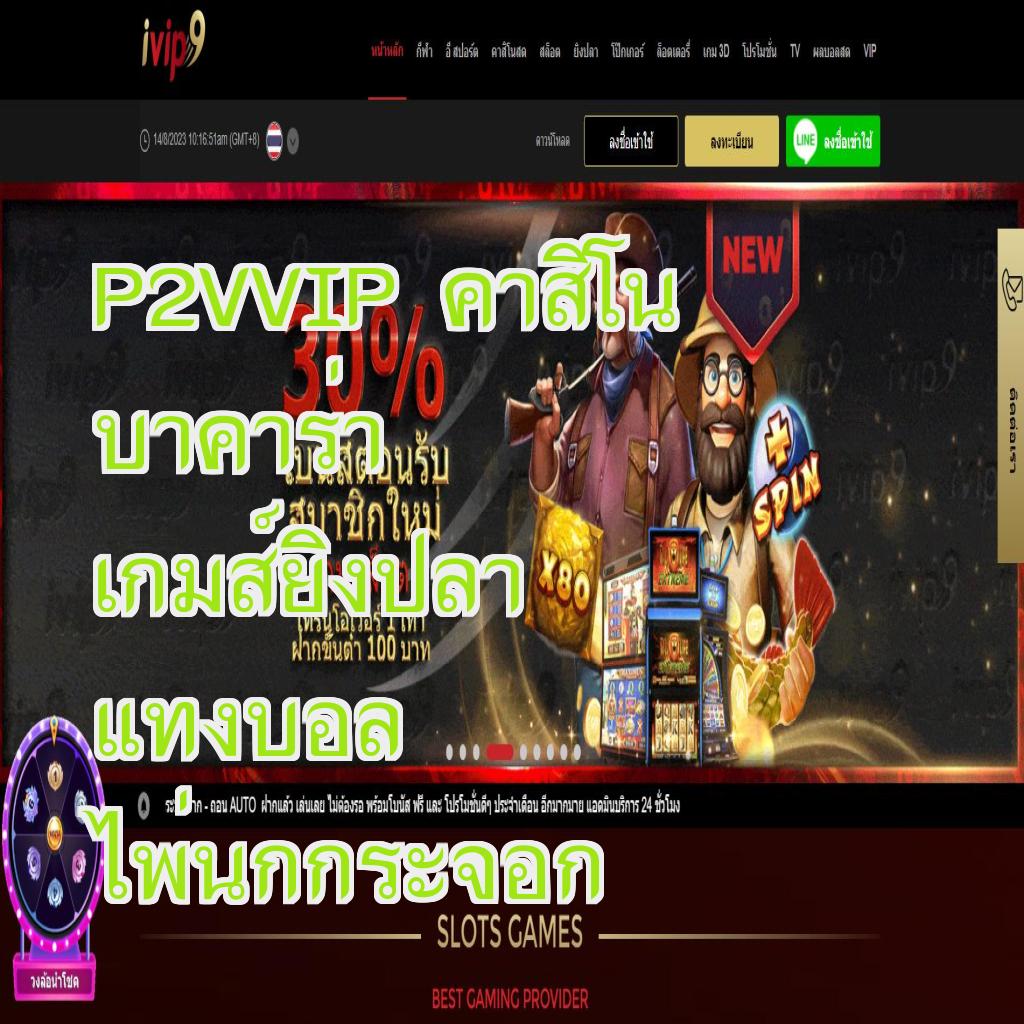 ivip9
หน้าหลัก กีฬา อี สปอร์ต คาสิโนสด สล็อต ยิงปลา โป๊กเกอร์ ล็อตเตอรี่ เกม 3D โปรโมชั่น TV ผลบอลสด VIP
14/8/2023 10:16:51am (GMT+8)
ดาวน์โหลด ลงชื่อเข้าใช้ ลงทะเบียน LINE ลงชื่อเข้าใช้
NEW
P2VVIP คาสิโน
30%
บาคาร่า
สมาชิกใหม่
+ SPIN
เกมส์ยิงปลา
X80
EXTREME
ฝากขั้นต่ำ 100 บาท
ติดต่อเรา
แทงบอล
ถอน AUTO ฝากแล้ว เล่นเลย ไม่ต้องรอ พร้อมโบนัส ฟรี และ โปรโมชั่นดีๆ ประจำเดือน อีกมากมาย แอดมินบริการ 24 ชั่วโมง
ไพ่นกกระจอก
SLOTS GAMES
วงล้อนำโชค
BEST GAMING PROVIDER